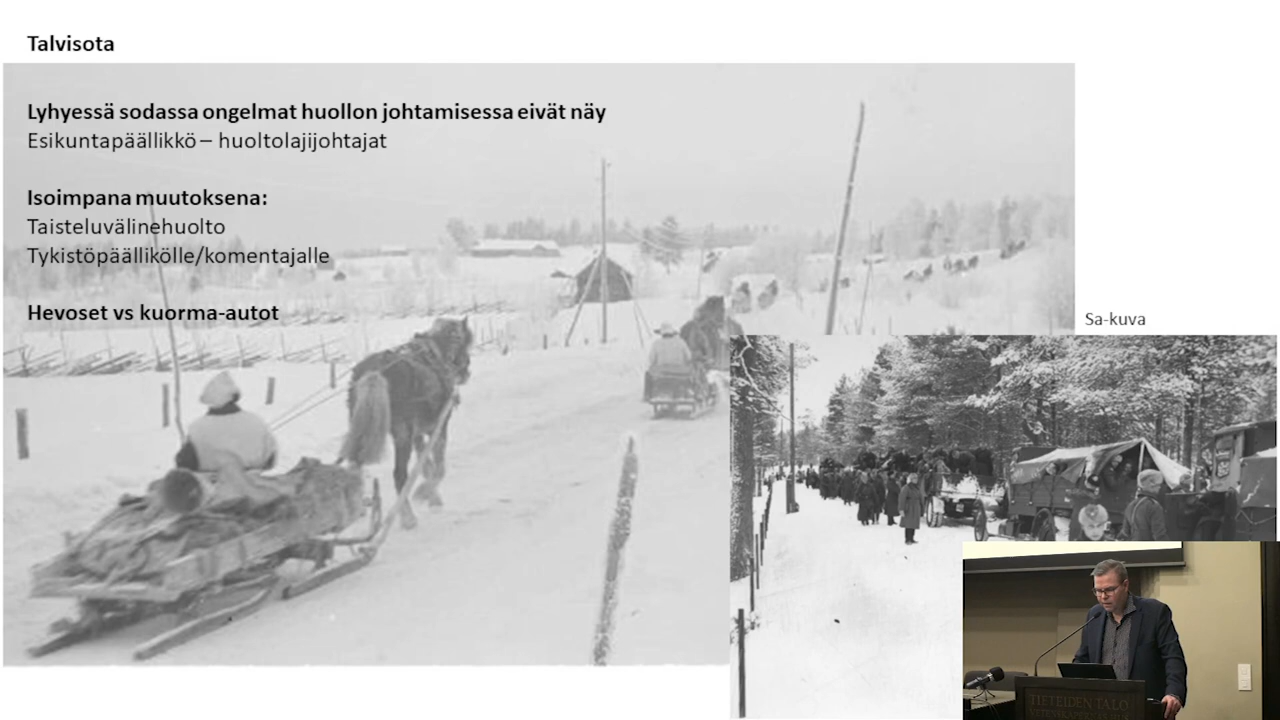 Talvisota
Lyhyessä sodassa ongelmat huollon johtamisessa eivät näy
Esikuntapäällikkö – huoltolajijohtajat
Isoimpana muutoksena:
Taisteluvälinehuolto
Tykistöpäällikölle/komentajalle
Hevoset vs kuorma-autot
Sa-kuva
TIETEIDEN TALO